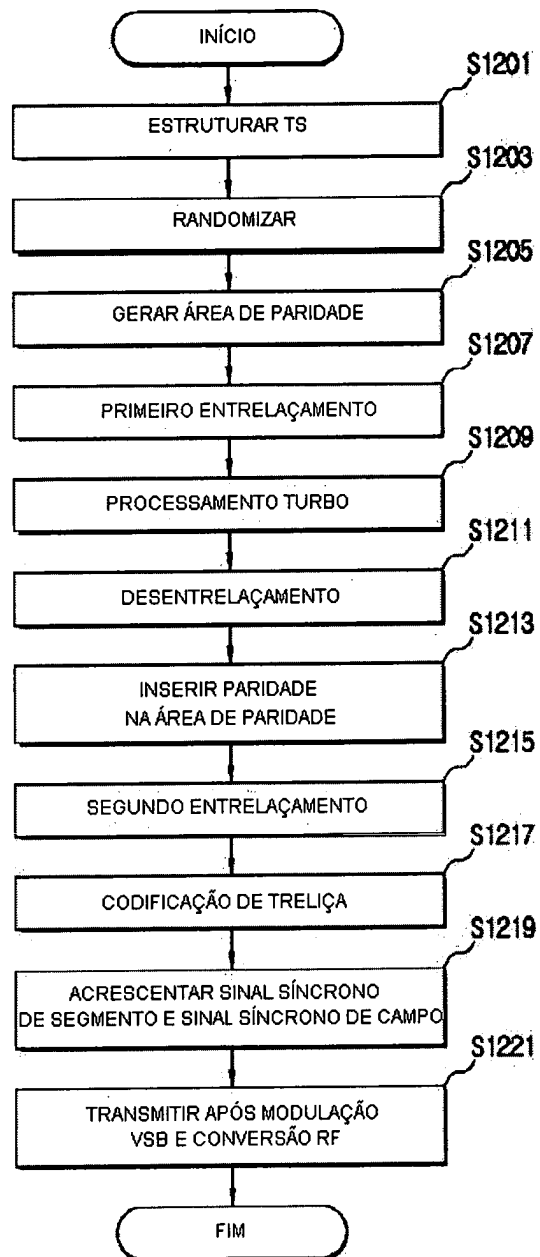 INÍCIO
S1201
ESTRUTURAR TS
S1203
RANDOMIZAR
S1205
GERAR ÁREA DE PARIDADE
S1207
PRIMEIRO ENTRELAÇAMENTO
S1209
PROCESSAMENTO TURBO
S1211
DESENTRELAÇAMENTO
S1213
INSERIR PARIDADE
NA ÁREA DE PARIDADE
S1215
SEGUNDO ENTRELAÇAMENTO
S1217
CODIFICAÇÃO DE TRELIÇA
S1219
ACRESCENTAR SINAL SÍNCRONO
DE SEGMENTO E SINAL SÍNCRONO DE CAMPO
S1221
TRANSMITIR APÓS MODULAÇÃO
VSB E CONVERSÃO RF
FIM